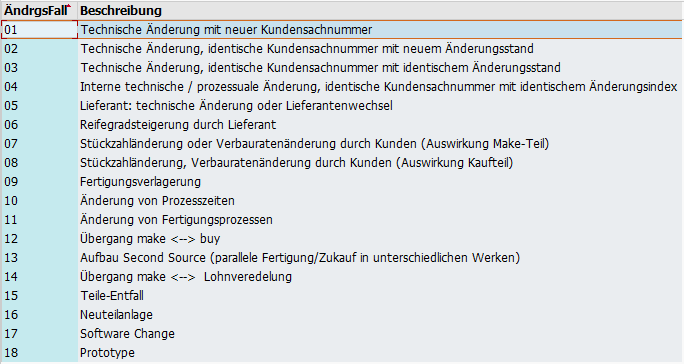 ÄndrgsFall Beschreibung
01 Technische Änderung mit neuer Kundensachnummer
02 Technische Änderung, identische Kundensachnummer mit neuem Änderungsstand
03 Technische Änderung, identische Kundensachnummer mit identischem Änderungsstand
04 Interne technische / prozessuale Änderung, identische Kundensachnummer mit identischem Änderungsindex
05 Lieferant: technische Änderung oder Lieferantenwechsel
06 Reifegradsteigerung durch Lieferant
07 Stückzahländerung oder Verbauratenänderung durch Kunden (Auswirkung Make-Teil)
08 Stückzahländerung, Verbauratenänderung durch Kunden (Auswirkung Kaufteil)
09 Fertigungsverlagerung
10 Änderung von Prozesszeiten
11 Änderung von Fertigungsprozessen
12 Übergang make <--> buy
13 Aufbau Second Source (parallele Fertigung/Zukauf in unterschiedlichen Werken)
14 Übergang make <--> Lohnveredelung
15 Teile-Entfall
16 Neuteilanlage
17 Software Change
18 Prototype